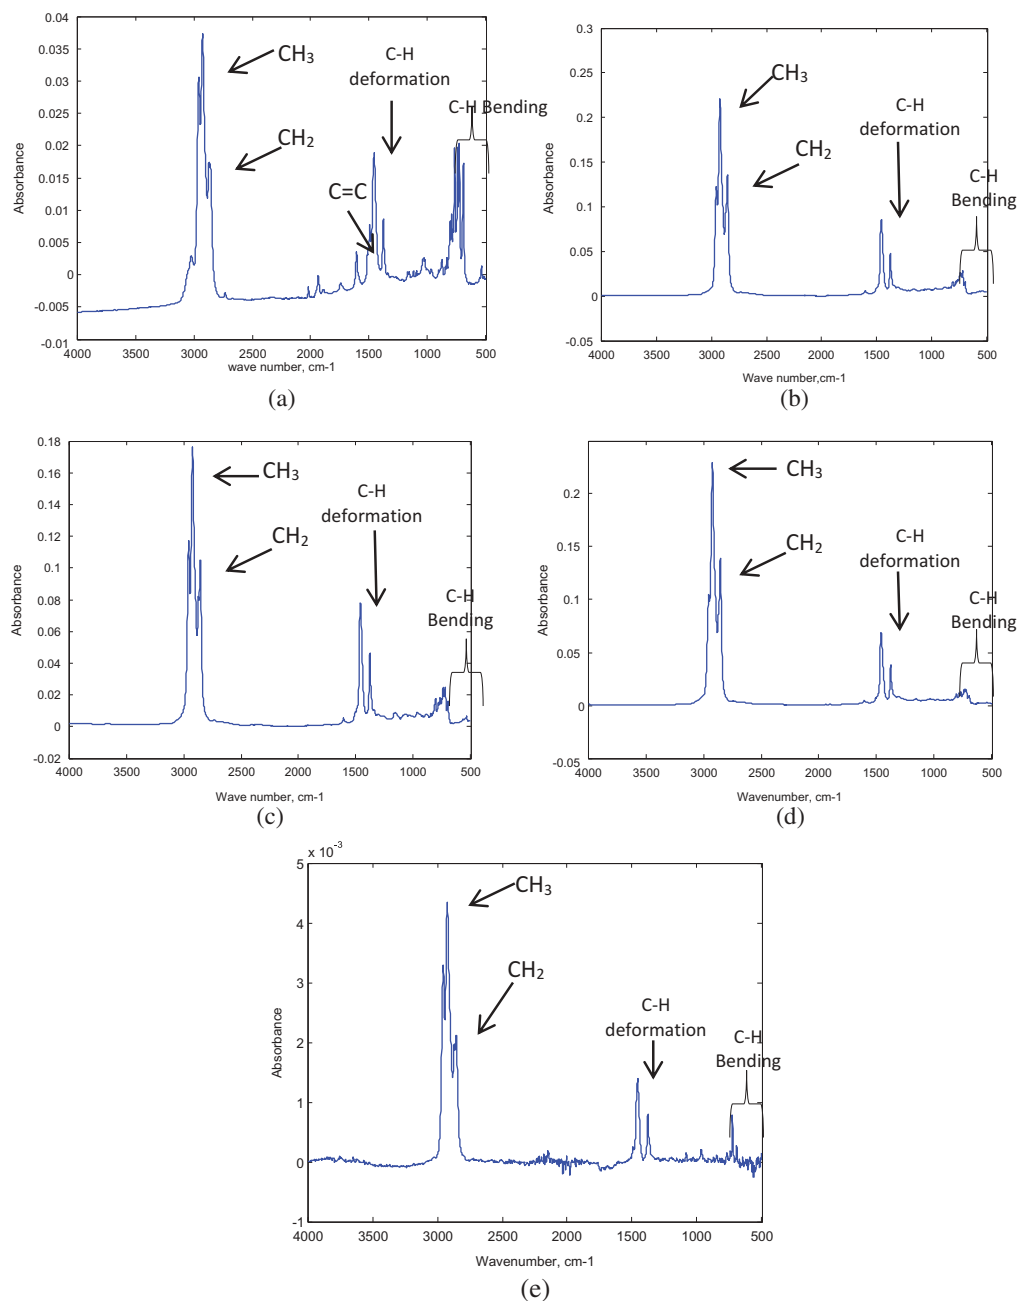 0.04
0.035
0.03
0.025
0.02
0.015
0.01
0.005
0
-0.005
-0.01
Absorbance
CH3
CH2
C=C
C-H
deformation
C-H Bending
4000 3500 3000 2500 2000 1500 1000 500
wave number, cm-1
(a)
0.3
0.25
0.2
0.15
0.1
0.05
0
-0.05
Absorbance
CH3
CH2
C-H
deformation
C-H
Bending
4000 3500 3000 2500 2000 1500 1000 500
Wave number,cm-1
(b)
0.18
0.16
0.14
0.12
0.1
0.08
0.06
0.04
0.02
0
-0.02
Absorbance
CH3
CH2
C-H
deformation
C-H
Bending
4000 3500 3000 2500 2000 1500 1000 500
Wave number, cm-1
(c)
0.2
0.15
0.1
0.05
0
-0.05
Absorbance
CH3
CH2
C-H
deformation
C-H
Bending
4000 3500 3000 2500 2000 1500 1000 500
Wavenumber, cm-1
(d)
x 10-3
5
4
3
2
1
0
-1
Absorbance
CH3
CH2
C-H
deformation
C-H
Bending
4000 3500 3000 2500 2000 1500 1000 500
Wavenumber, cm-1
(e)